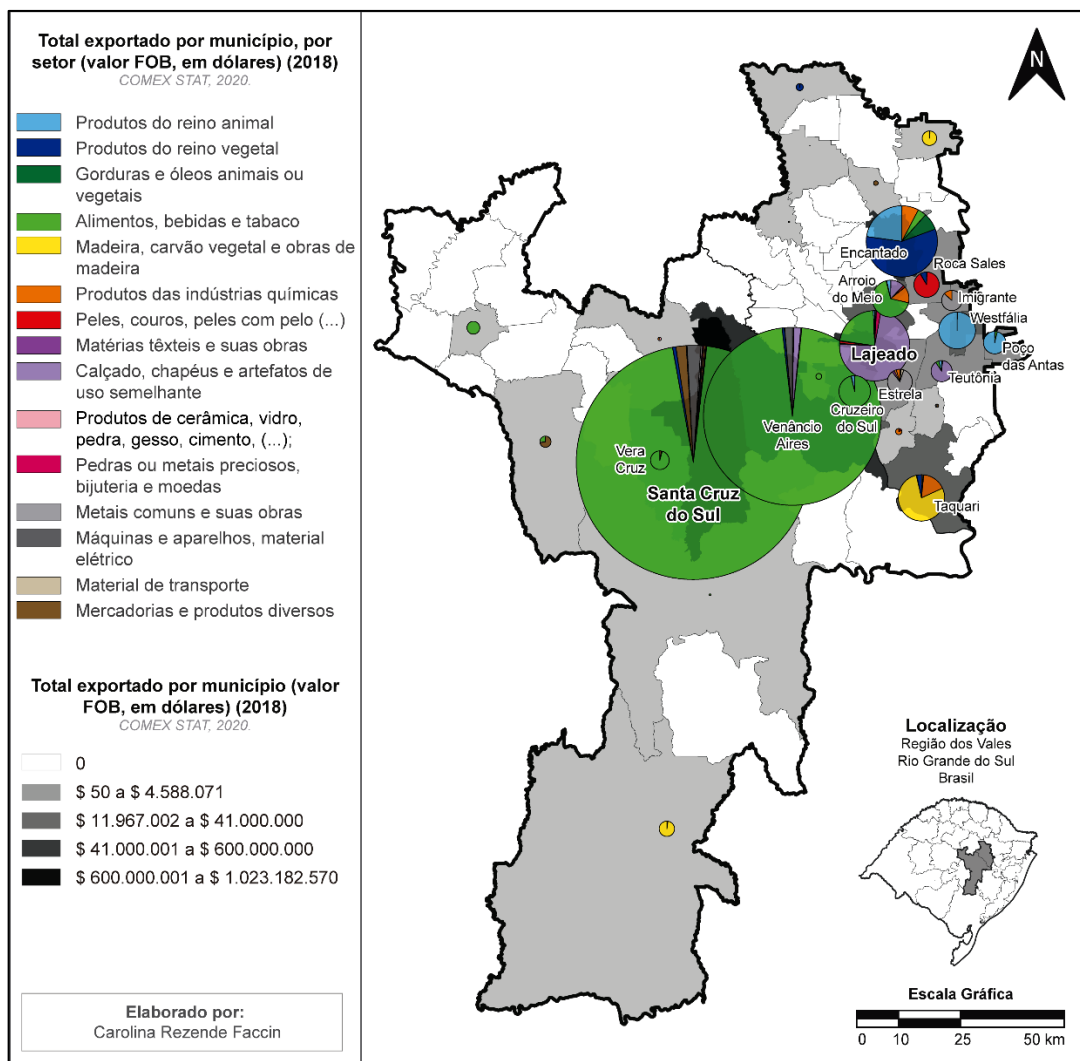 Total exportado por município, por
setor (valor FOB, em dólares) (2018)
COMEX STAT, 2020.
Produtos do reino animal
Produtos do reino vegetal
Gorduras e óleos animais ou
vegetais
Alimentos, bebidas e tabaco
Madeira, carvão vegetal e obras de
madeira
Produtos das indústrias químicas
Peles, couros, peles com pelo (...)
Matérias têxteis e suas obras
Calçado, chapéus e artefatos de
uso semelhante
Produtos de cerâmica, vidro,
pedra, gesso, cimento, (...);
Pedras ou metais preciosos,
bijuteria e moedas
Metais comuns e suas obras
Máquinas e aparelhos, material
elétrico
Material de transporte
Mercadorias e produtos diversos
Total exportado por município (valor
FOB, em dólares) (2018)
COMEX STAT, 2020.
0
$ 50 a $ 4.588.071
$ 11.967.002 a $ 41.000.000
$ 41.000.001 a $ 600.000.000
$ 600.000.001 a $ 1.023.182.570
Elaborado por:
Carolina Rezende Faccin
N
Encantado
Roca Sales
Arroio
do Meio
Imigrante
Westfália
Lajeado
Poço
das Antas
Teutônia
Estrela
Cruzeiro
do Sul
Venâncio
Aires
Vera
Cruz
Santa Cruz
do Sul
Taquari
Localização
Região dos Vales
Rio Grande do Sul
Brasil
Escala Gráfica
0 10 25 50 km